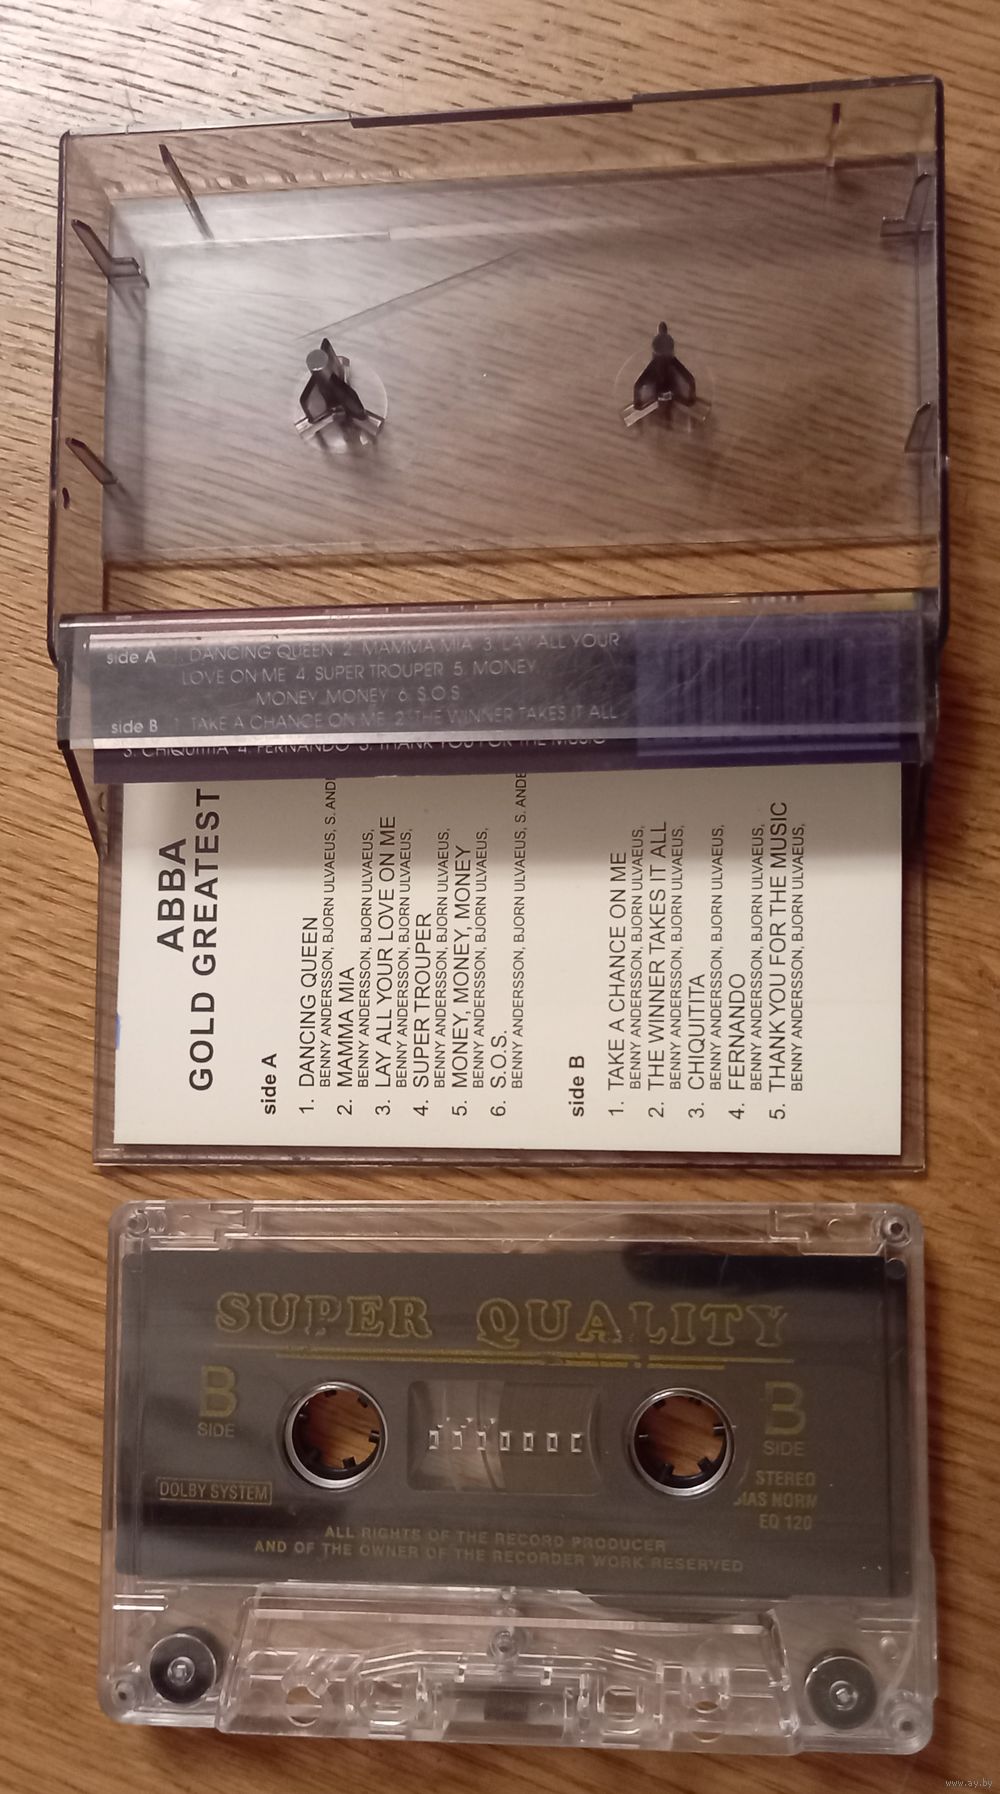 side A 1. DANCING QUEEN 2. MAMMA MIA 3. LAY ALL YOUR
LOVE ON ME 4. SUPER TROUPER 5. MONEY,
MONEY, MONEY 6. S.O.S.
side B 1. TAKE A CHANCE ON ME 2. THE WINNER TAKES IT ALL
3. CHIQUITITA 4. FERNANDO 5. THANK YOU FOR THE MUSIC
ABBA
GOLD GREATEST
side A
1. DANCING QUEEN
BENNY ANDERSSON, BJORN ULVAEUS, S. ANDE
2. MAMMA MIA
BENNY ANDERSSON, BJORN ULVAEUS,
3. LAY ALL YOUR LOVE ON ME
BENNY ANDERSSON, BJORN ULVAEUS,
4. SUPER TROUPER
BENNY ANDERSSON, BJORN ULVAEUS,
5. MONEY, MONEY, MONEY
BENNY ANDERSSON, BJORN ULVAEUS,
6. S.O.S.
BENNY ANDERSSON, BJORN ULVAEUS, S. ANDE
side B
1. TAKE A CHANCE ON ME
BENNY ANDERSSON, BJORN ULVAEUS,
2. THE WINNER TAKES IT ALL
BENNY ANDERSSON, BJORN ULVAEUS,
3. CHIQUITITA
BENNY ANDERSSON, BJORN ULVAEUS,
4. FERNANDO
BENNY ANDERSSON, BJORN ULVAEUS,
5. THANK YOU FOR THE MUSIC
BENNY ANDERSSON, BJORN ULVAEUS,
SUPER QUALITY
B B
SIDE SIDE
DOLBY SYSTEM
STEREO
IAS NORM
EQ 120
ALL RIGHTS OF THE RECORD PRODUCER
AND OF THE OWNER OF THE RECORDER WORK RESERVED
www.ay.by